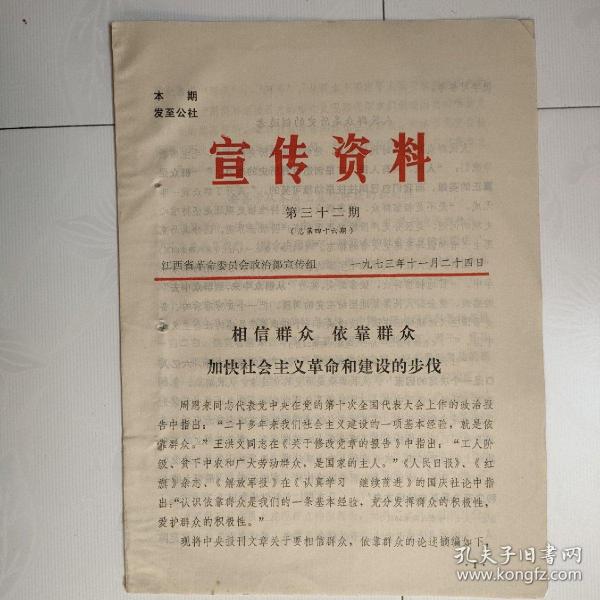 本 期
发至公社
宣传资料
第三十二期
（总第四十六期）
江西省革命委员会政治部宣传组 一九七三年十一月二十四日
相信群众 依靠群众
加快社会主义革命和建设的步伐
周恩来同志代表党中央在党的第十次全国代表大会上作的政治报
告中指出：“二十多年来我们社会主义建设的一项基本经验，就是依
靠群众。”王洪文同志在《关于修改党章的报告》中指出：“工人阶
级、贫下中农和广大劳动群众，是国家的主人。”《人民日报》、《红
旗》杂志、《解放军报》在《认真学习 继续前进》的国庆社论中指
出：“认识依靠群众是我们的一条基本经验，充分发挥群众的积极性，
爱护群众的积极性。”
现将中央报刊文章关于要相信群众，依靠群众的论述摘编如下，
孔夫子旧书网
www.kongfz.com